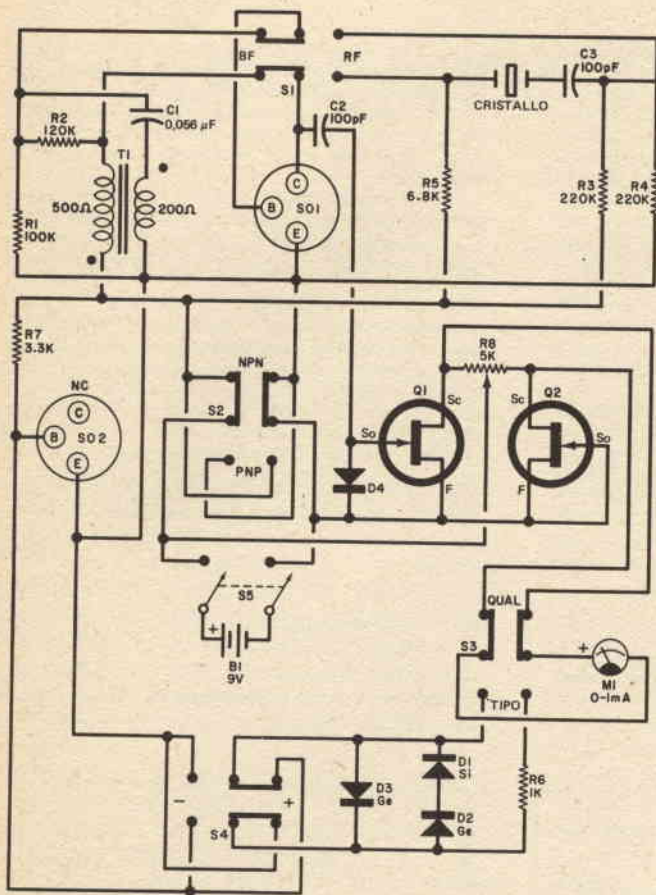 BF
RF
C3
100pF
S1
CRISTALLO
C1
0,056 µF
C2
100pF
R2
120K
T1
500Ω
200Ω
C
B
SO1
E
R5
6.8K
R3
220K
R4
220K
R1
100K
R7
3.3K
NC
C
B
SO2
E
NPN
S2
PNP
R8
5K
Q1
Sc
So
F
D4
Q2
Sc
So
F
S5
+
B1
9V
QUAL
S3
+
M1
0-1mA
TIPO
-
+
S4
D3
Ge
D1
Si
D2
Ge
R6
1K